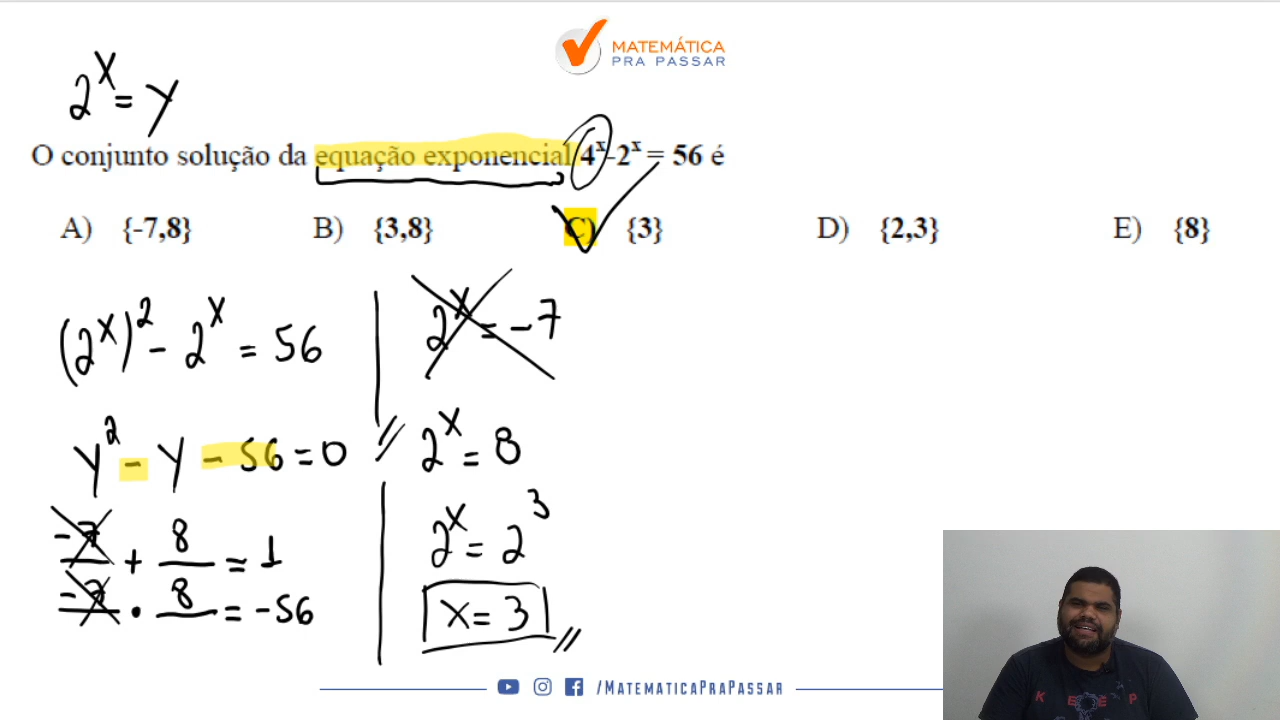 MATEMÁTICA
PRA PASSAR
2^x = y
O conjunto solução da equação exponencial 4^x-2^x = 56 é
A) {-7,8} B) {3,8} C) {3} D) {2,3} E) {8}
(2^x)^2 - 2^x = 56
y^2 - y - 56 = 0
-7 + 8 = 1
-7 . 8 = -56
2^x = -7
2^x = 8
2^x = 2^3
x = 3
/MatematicaPraPassar
K E E P